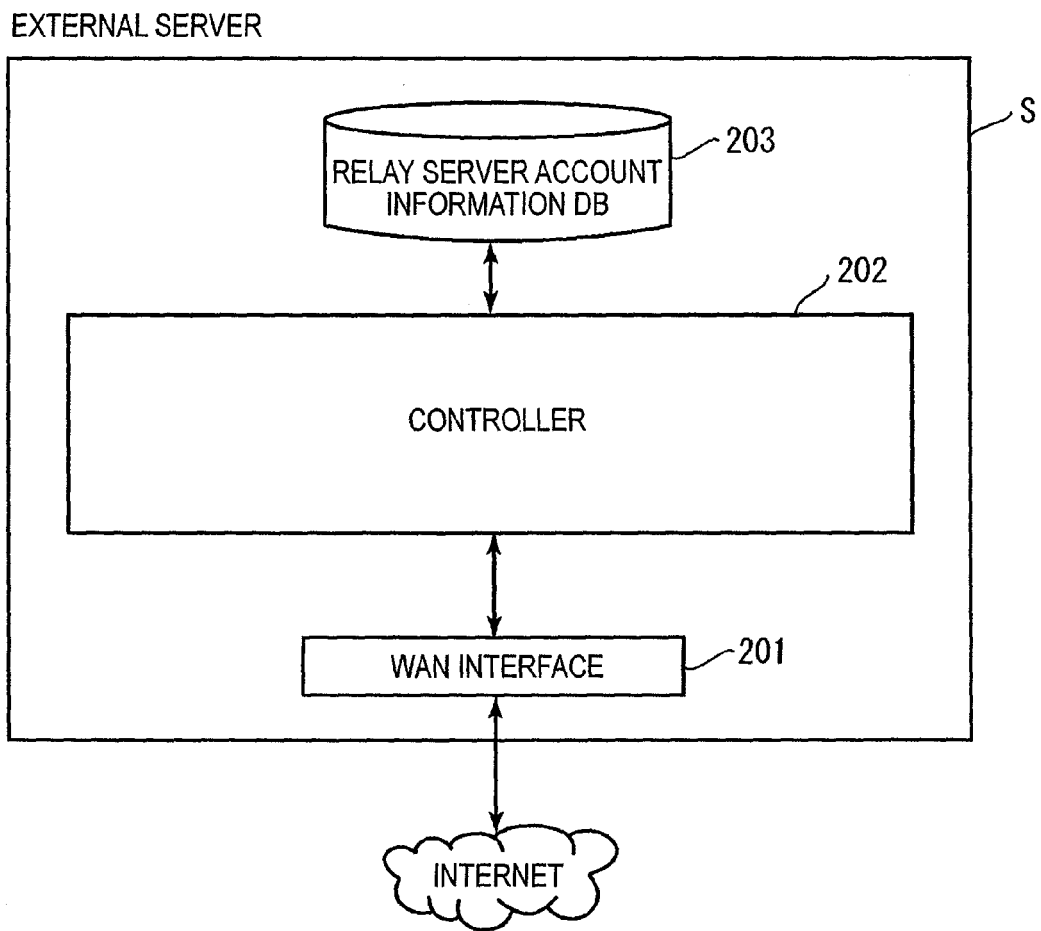 EXTERNAL SERVER
S
203
RELAY SERVER ACCOUNT
INFORMATION DB
202
CONTROLLER
WAN INTERFACE
201
INTERNET